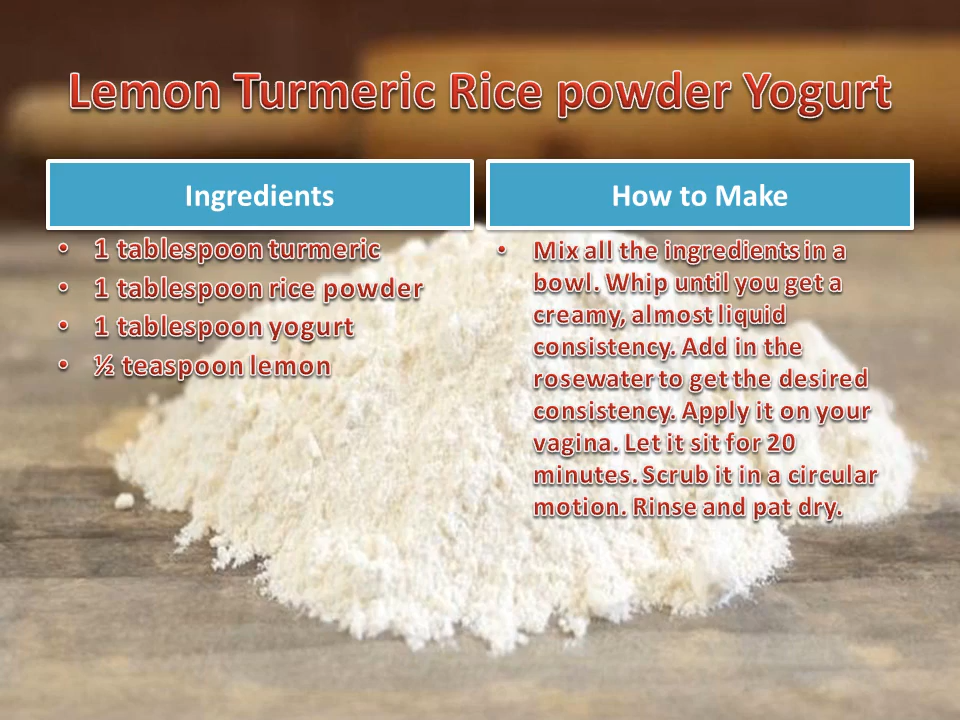 Lemon Turmeric Rice powder Yogurt
Ingredients
• 1 tablespoon turmeric
• 1 tablespoon rice powder
• 1 tablespoon yogurt
• ½ teaspoon lemon
How to Make
• Mix all the ingredients in a
bowl. Whip until you get a
creamy, almost liquid
consistency. Add in the
rosewater to get the desired
consistency. Apply it on your
vagina. Let it sit for 20
minutes. Scrub it in a circular
motion. Rinse and pat dry.